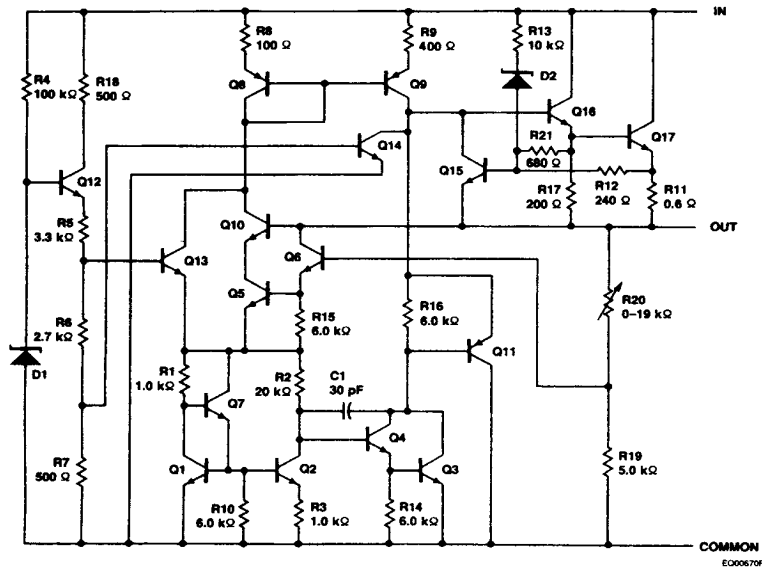 IN
R8
100 Ω
R9
400 Ω
R13
10 kΩ
R4
100 kΩ
R18
500 Ω
Q8
Q9
D2
Q16
Q14
R21
680 Ω
Q17
Q12
Q15
R17
200 Ω
R12
240 Ω
R11
0.6 Ω
R5
3.3 kΩ
Q10
OUT
Q13
Q6
Q5
R16
6.0 kΩ
R20
0–19 kΩ
R6
2.7 kΩ
R15
6.0 kΩ
Q11
D1
R1
1.0 kΩ
R2
20 kΩ
C1
30 pF
Q7
Q4
R7
500 Ω
Q1
Q2
Q3
R19
5.0 kΩ
R10
6.0 kΩ
R3
1.0 kΩ
R14
6.0 kΩ
COMMON
EQ00670F